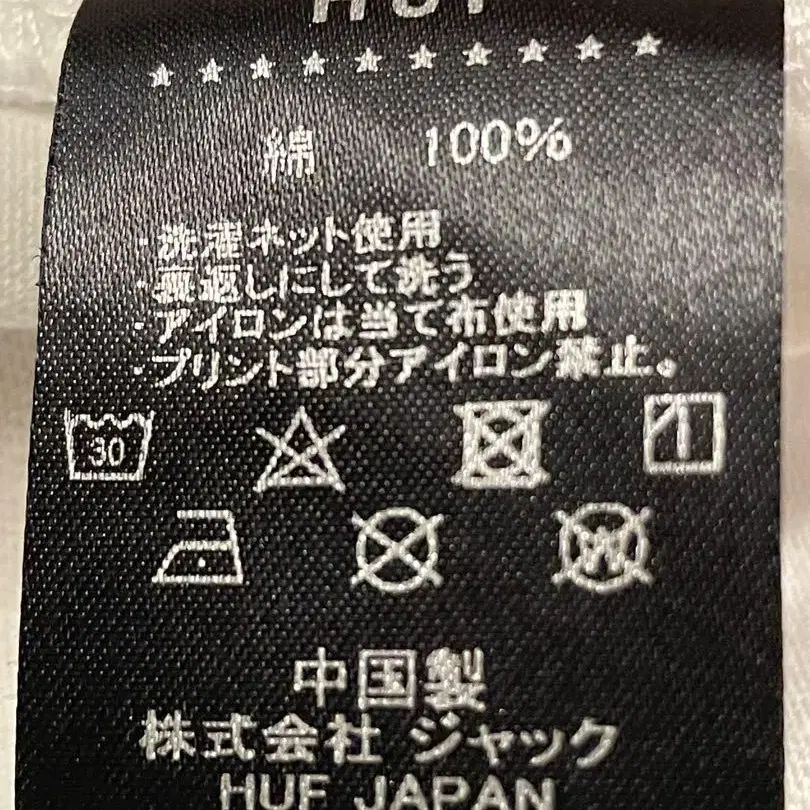 HUF
綿 100%
・洗濯ネット使用
・裏返しにして洗う
・アイロンは当て布使用
・プリント部分アイロン禁止。
30
W
中国製
株式会社 ジャック
HUF JAPAN